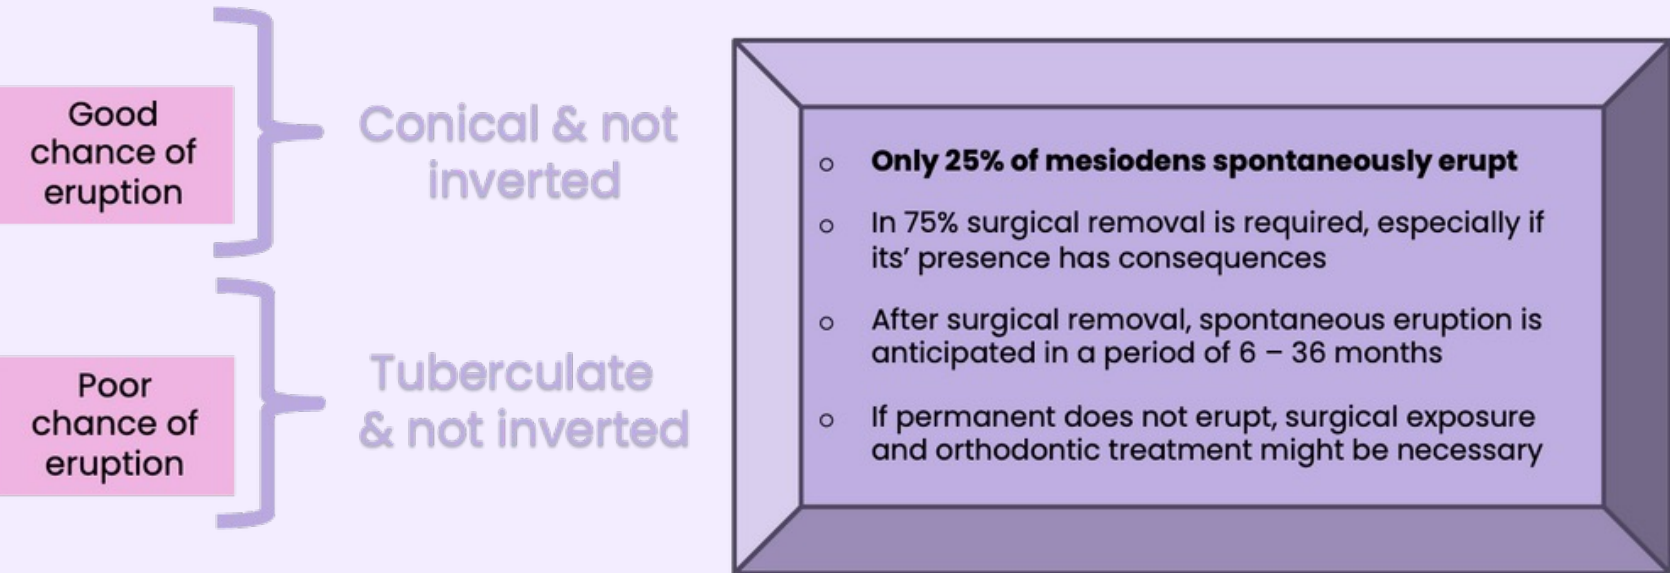 Good
chance of
eruption
Conical & not
inverted
Poor
chance of
eruption
Tuberculate
& not inverted
Only 25% of mesiodens spontaneously erupt
In 75% surgical removal is required, especially if
its’ presence has consequences
After surgical removal, spontaneous eruption is
anticipated in a period of 6 – 36 months
If permanent does not erupt, surgical exposure
and orthodontic treatment might be necessary